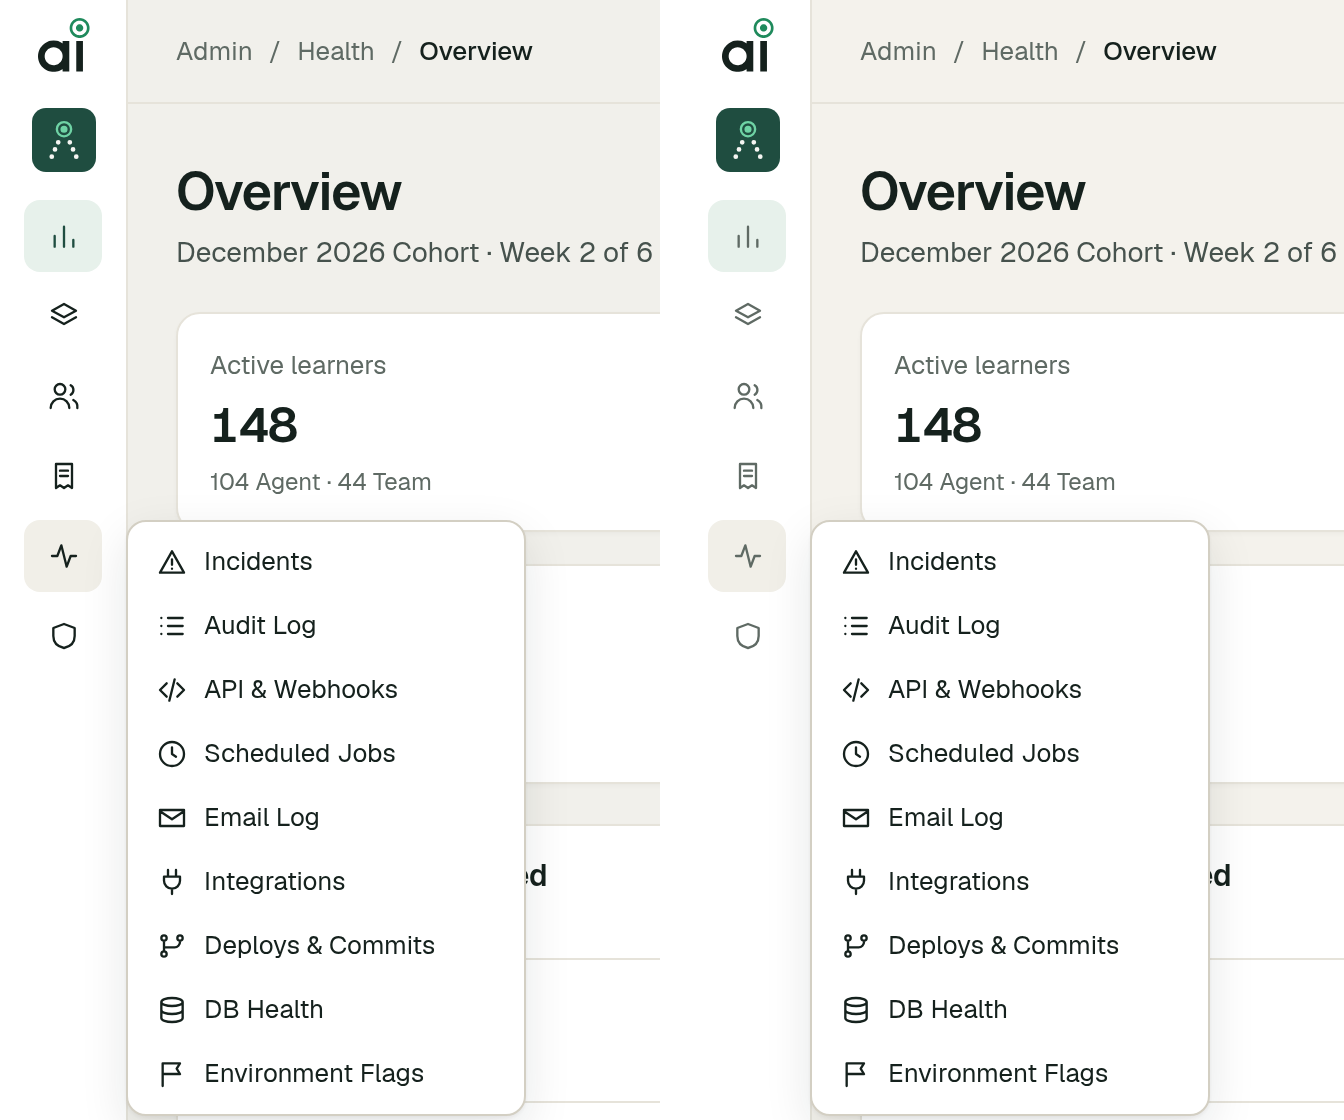 ai
Admin / Health / Overview
Overview
December 2026 Cohort · Week 2 of 6
Active learners
148
104 Agent · 44 Team
Incidents
Audit Log
API & Webhooks
Scheduled Jobs
Email Log
Integrations
ed
Deploys & Commits
DB Health
Environment Flags
ai
Admin / Health / Overview
Overview
December 2026 Cohort · Week 2 of 6
Active learners
148
104 Agent · 44 Team
Incidents
Audit Log
API & Webhooks
Scheduled Jobs
Email Log
Integrations
ed
Deploys & Commits
DB Health
Environment Flags